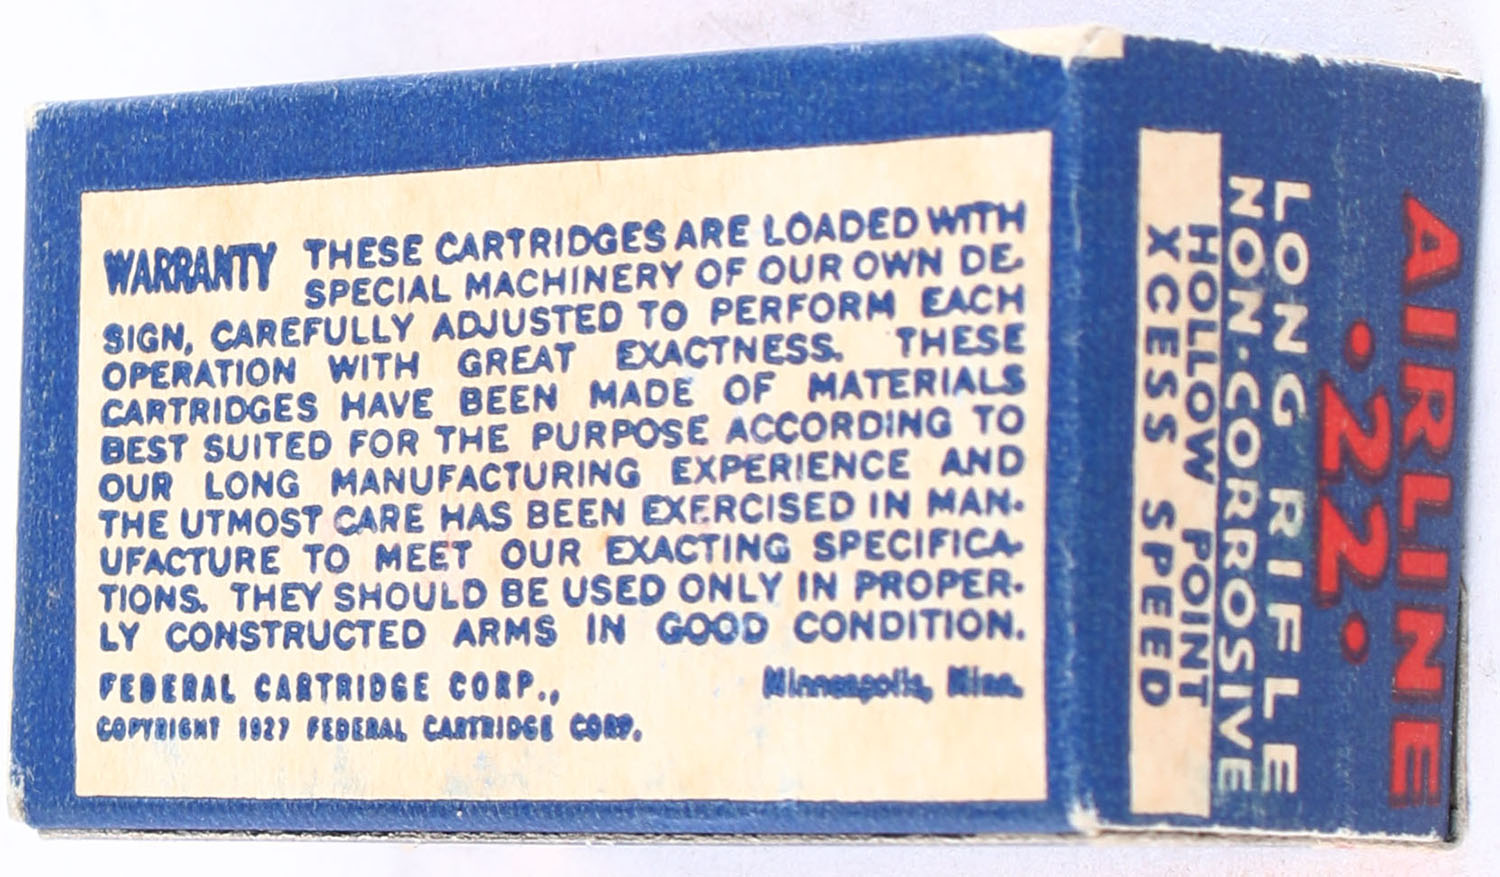 WARRANTY THESE CARTRIDGES ARE LOADED WITH
SPECIAL MACHINERY OF OUR OWN DE-
SIGN, CAREFULLY ADJUSTED TO PERFORM EACH
OPERATION WITH GREAT EXACTNESS. THESE
CARTRIDGES HAVE BEEN MADE OF MATERIALS
BEST SUITED FOR THE PURPOSE ACCORDING TO
OUR LONG MANUFACTURING EXPERIENCE AND
THE UTMOST CARE HAS BEEN EXERCISED IN MAN-
UFACTURE TO MEET OUR EXACTING SPECIFICA-
TIONS. THEY SHOULD BE USED ONLY IN PROPER-
LY CONSTRUCTED ARMS IN GOOD CONDITION.
FEDERAL CARTRIDGE CORP., Minneapolis, Minn.
COPYRIGHT 1927 FEDERAL CARTRIDGE CORP.
AIRLINE
•22•
LONG RIFLE
NON-CORROSIVE
HOLLOW POINT
XCESS SPEED